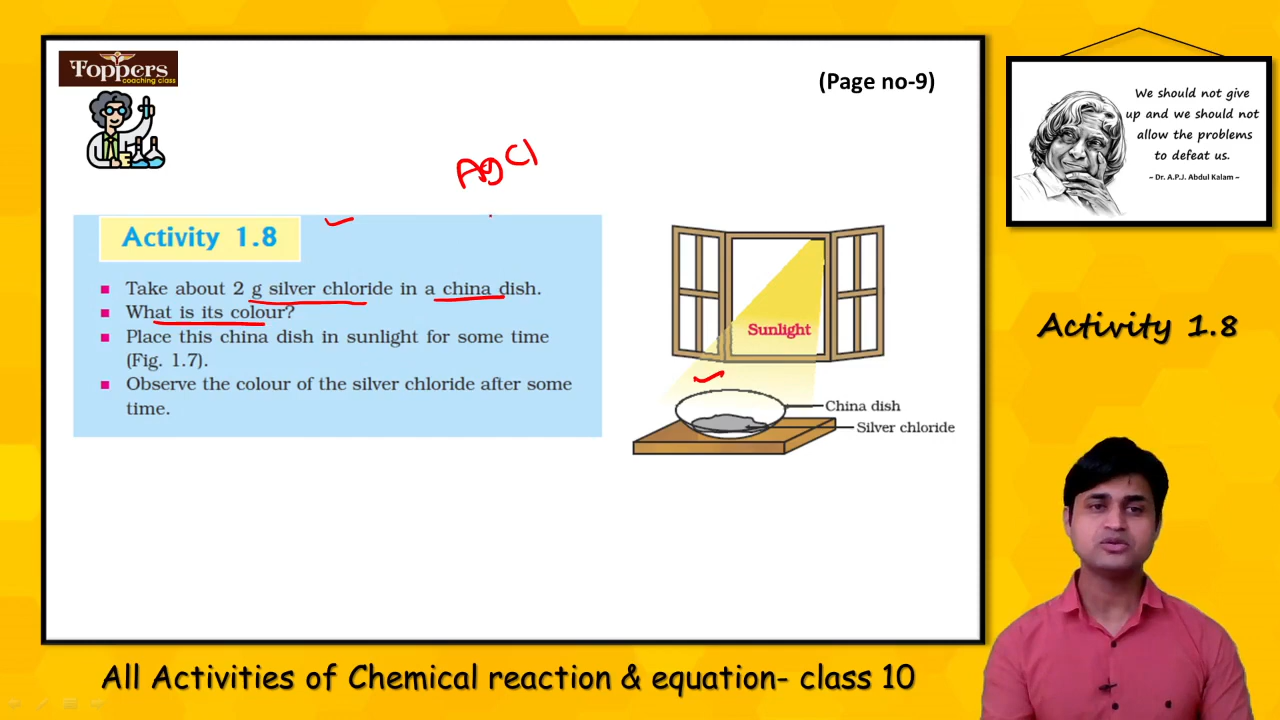 Toppers
coaching class
(Page no-9)
AgCl
Activity 1.8
Take about 2 g silver chloride in a china dish.
What is its colour?
Place this china dish in sunlight for some time
(Fig. 1.7).
Observe the colour of the silver chloride after some
time.
Sunlight
China dish
Silver chloride
We should not give
up and we should not
allow the problems
to defeat us.
~ Dr. A.P.J. Abdul Kalam ~
Activity 1.8
All Activities of Chemical reaction & equation- class 10